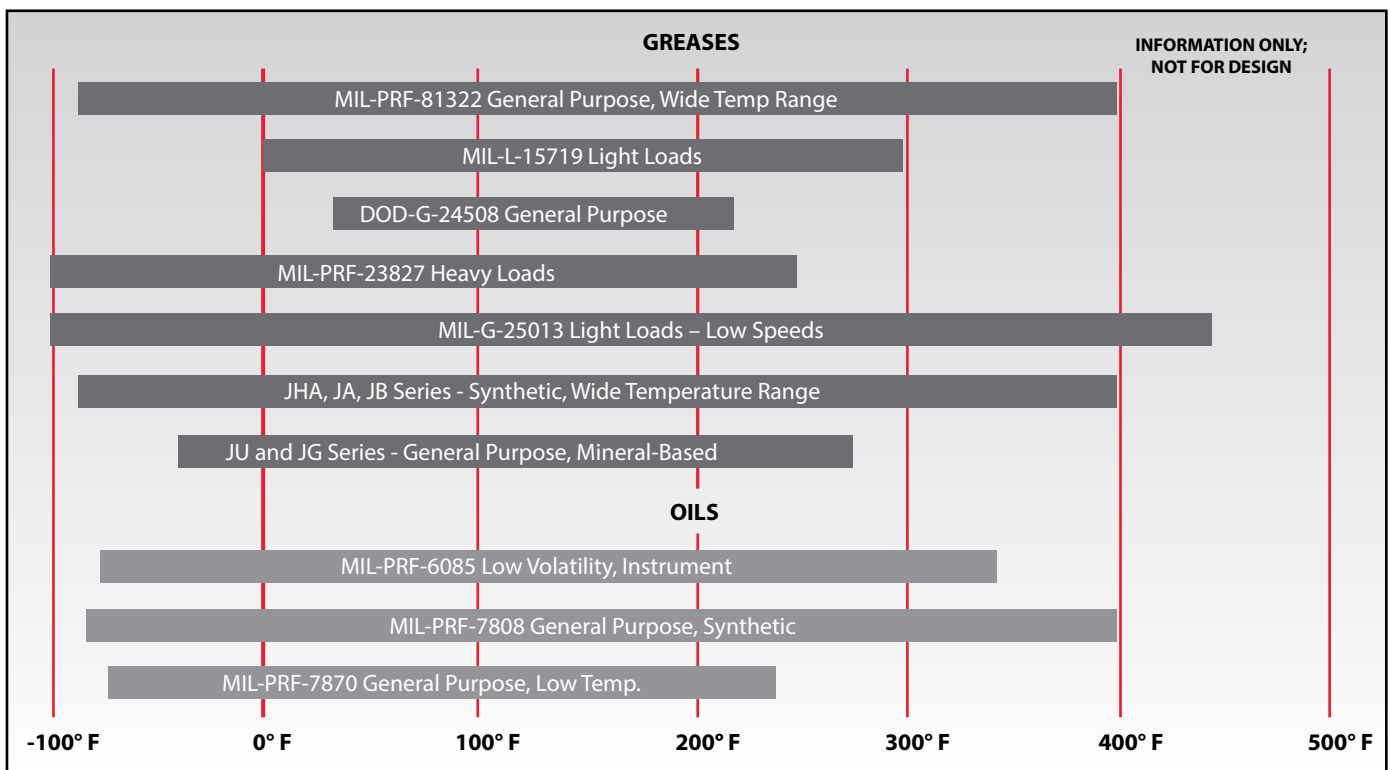 GREASES
INFORMATION ONLY;
NOT FOR DESIGN
MIL-PRF-81322 General Purpose, Wide Temp Range
MIL-L-15719 Light Loads
DOD-G-24508 General Purpose
MIL-PRF-23827 Heavy Loads
MIL-G-25013 Light Loads – Low Speeds
JHA, JA, JB Series - Synthetic, Wide Temperature Range
JU and JG Series - General Purpose, Mineral-Based
OILS
MIL-PRF-6085 Low Volatility, Instrument
MIL-PRF-7808 General Purpose, Synthetic
MIL-PRF-7870 General Purpose, Low Temp.
-100° F 0° F 100° F 200° F 300° F 400° F 500° F